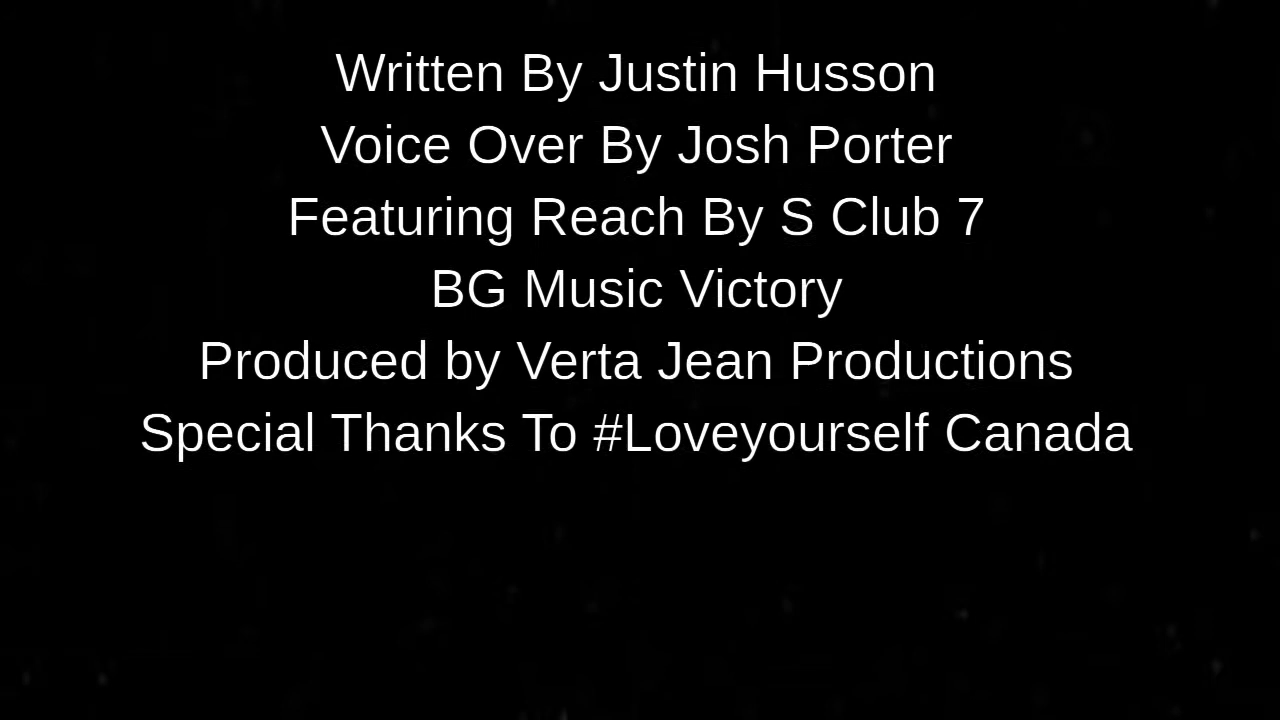 Written By Justin Husson
Voice Over By Josh Porter
Featuring Reach By S Club 7
BG Music Victory
Produced by Verta Jean Productions
Special Thanks To #Loveyourself Canada